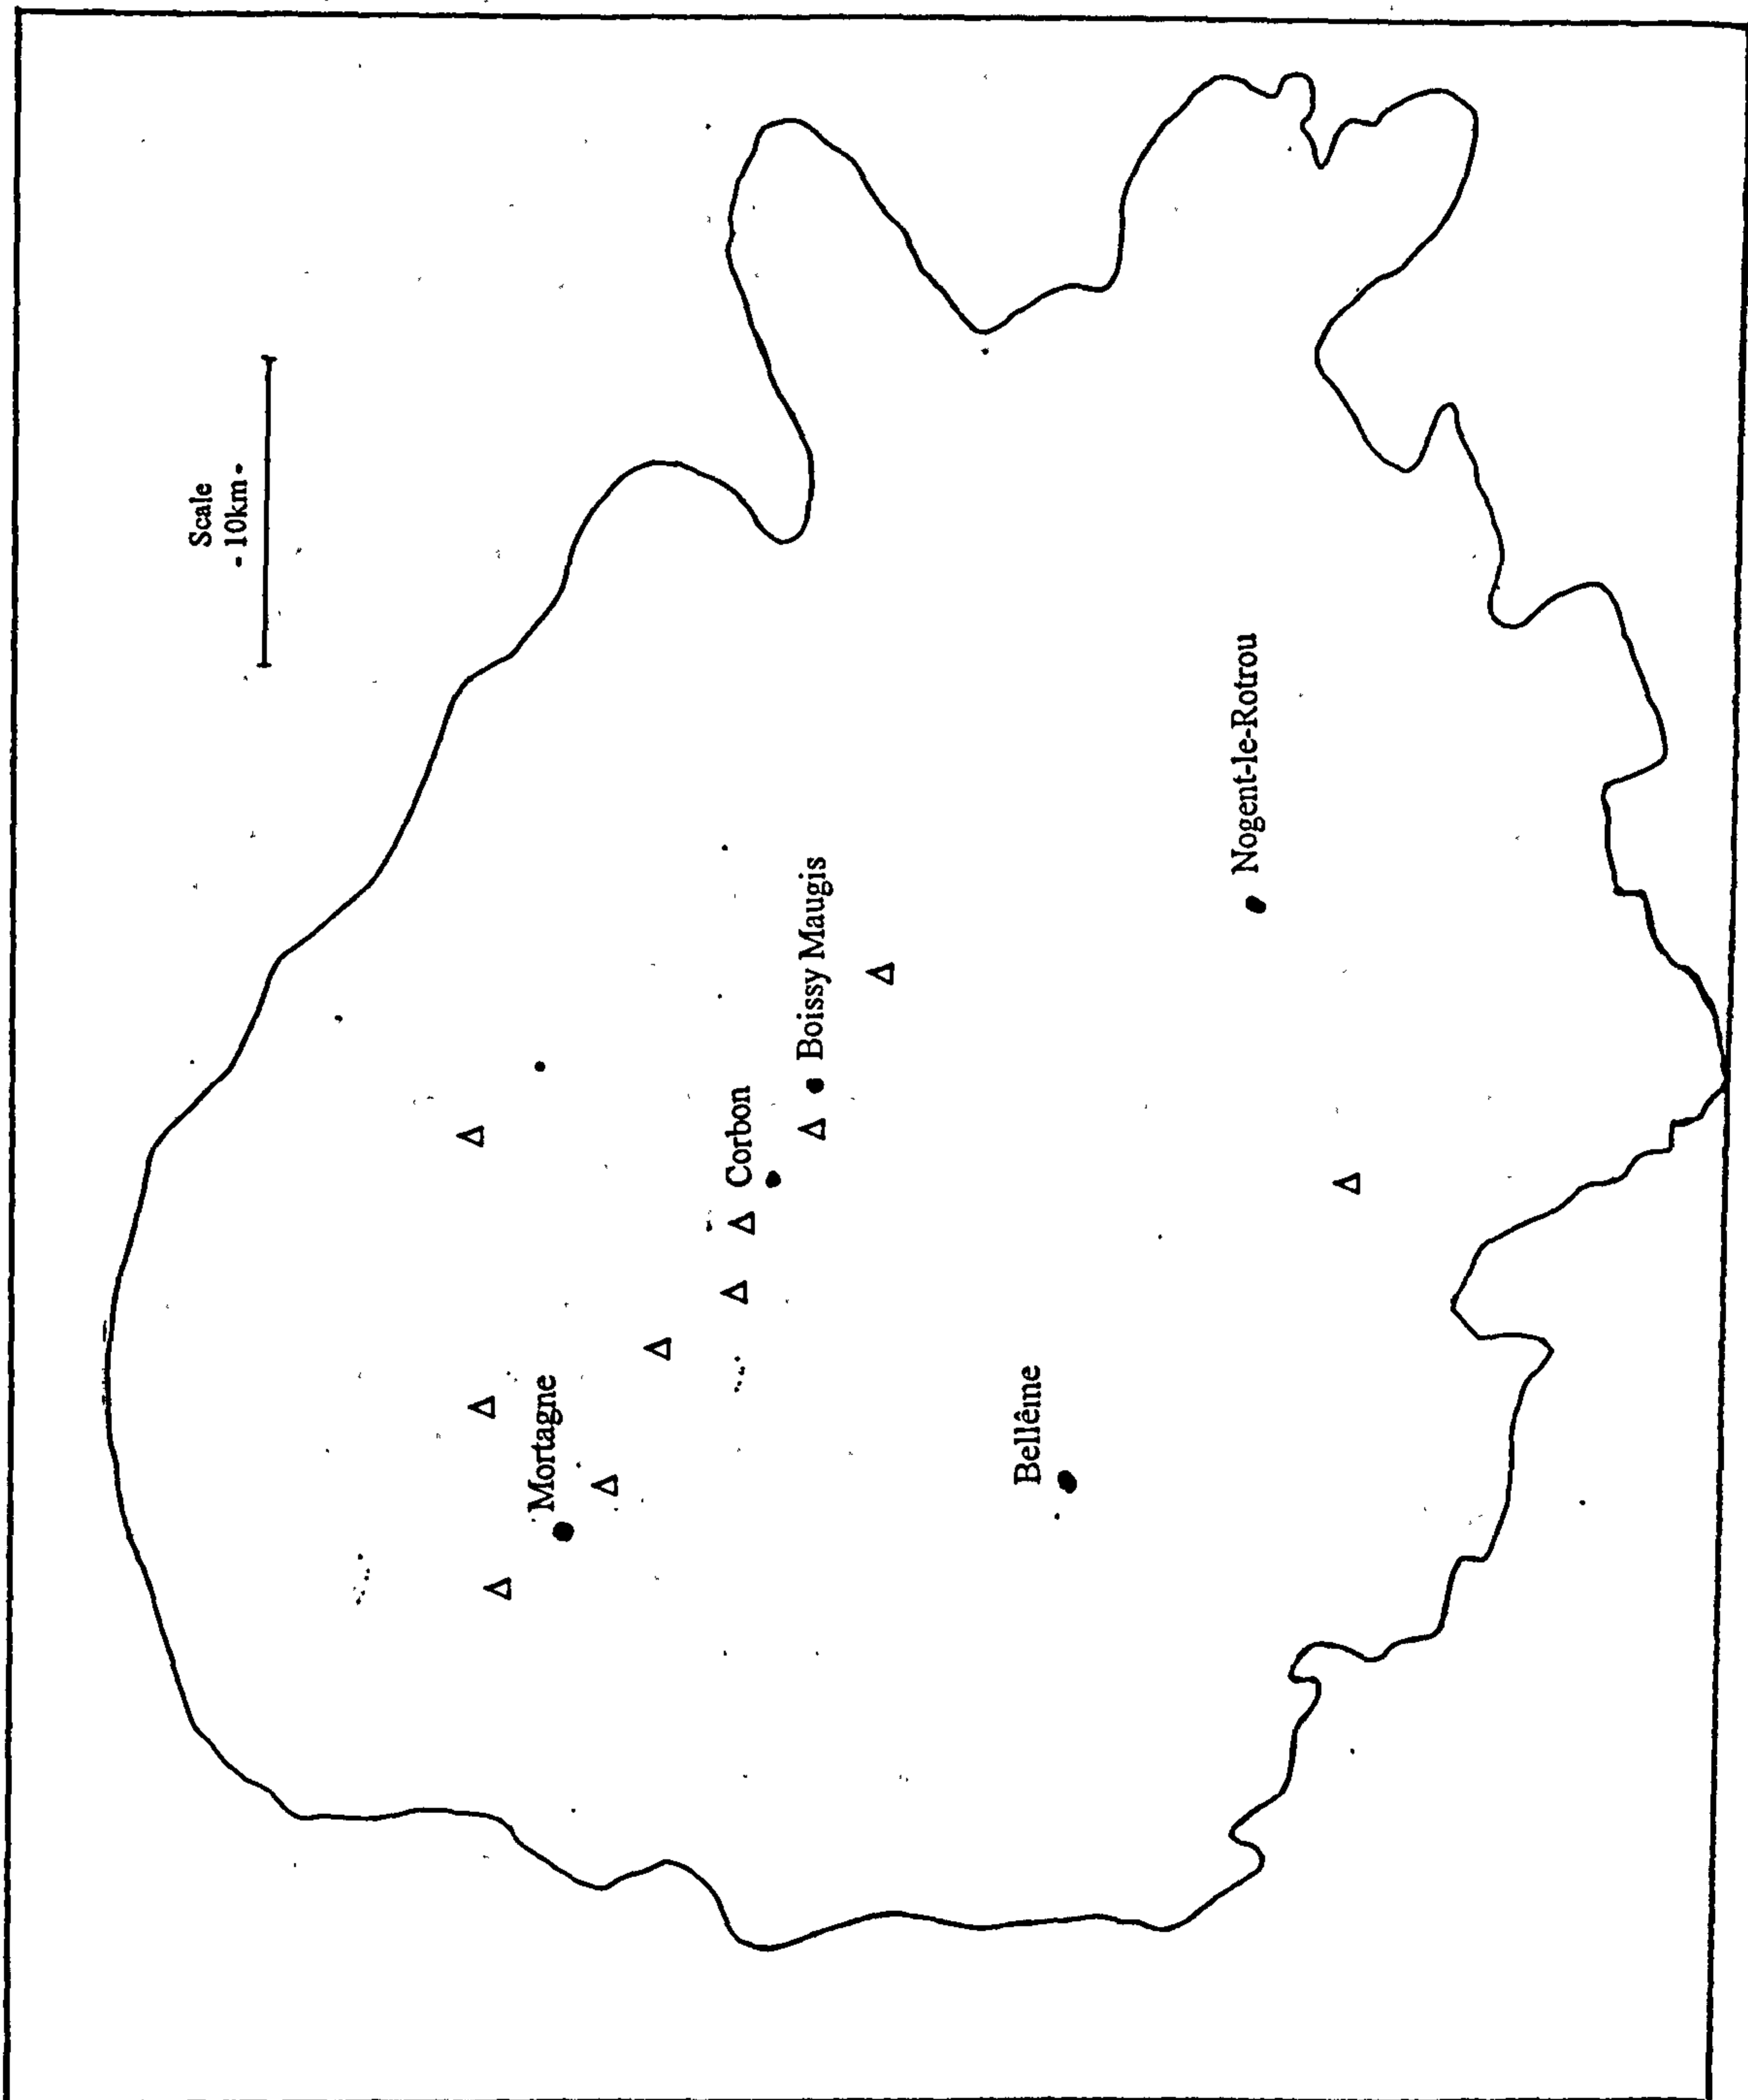 Scale
- 10km -
Mortagne
Corbon
Boissy Maugis
Bellême
Nogent-le-Rotrou